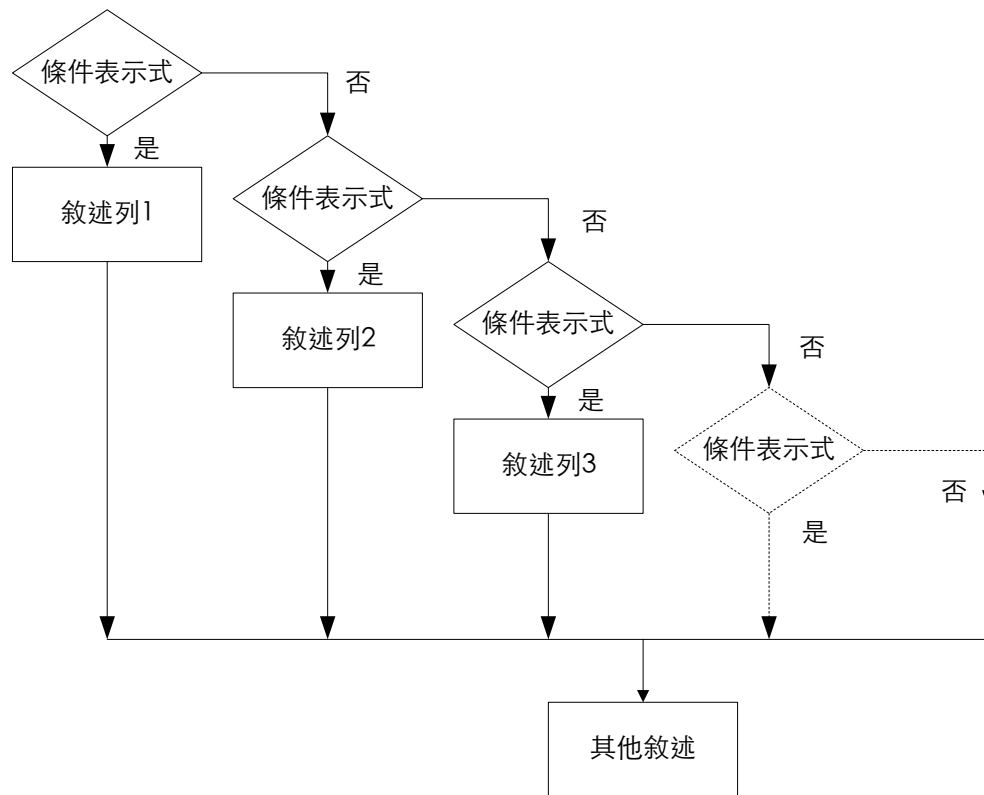 條件表示式
否
是
敘述列1
條件表示式
否
是
敘述列2
條件表示式
否
是
敘述列3
條件表示式
否
是
其他敘述